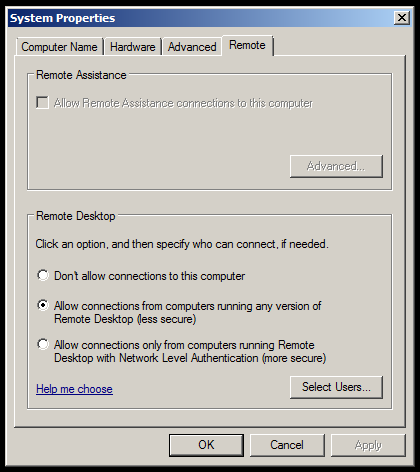 System Properties
Computer Name
Hardware
Advanced
Remote
Remote Assistance
Allow Remote Assistance connections to this computer
Advanced...
Remote Desktop
Click an option, and then specify who can connect, if needed.
Don't allow connections to this computer
Allow connections from computers running any version of
Remote Desktop (less secure)
Allow connections only from computers running Remote
Desktop with Network Level Authentication (more secure)
Help me choose
Select Users...
OK
Cancel
Apply